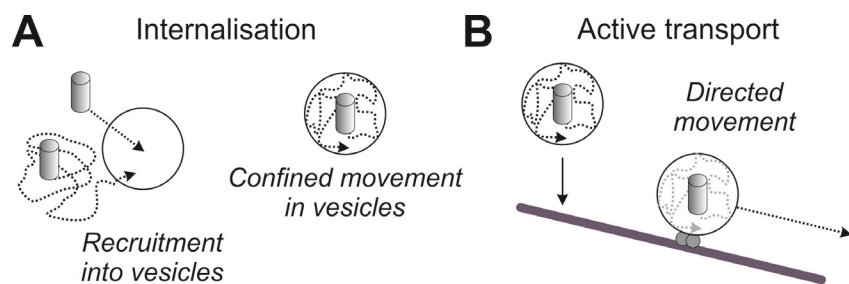 A
Internalisation
Recruitment
into vesicles
Confined movement
in vesicles
B
Active transport
Directed
movement